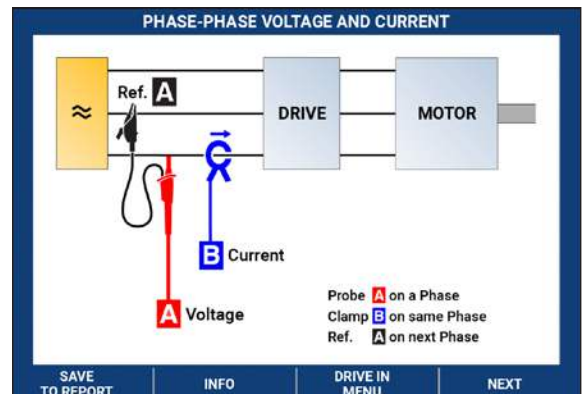 PHASE-PHASE VOLTAGE AND CURRENT
Ref. A
≈
DRIVE
MOTOR
B Current
A Voltage
Probe A on a Phase
Clamp B on same Phase
Ref. A on next Phase
SAVE
TO REPORT
INFO
DRIVE IN
MENU
NEXT